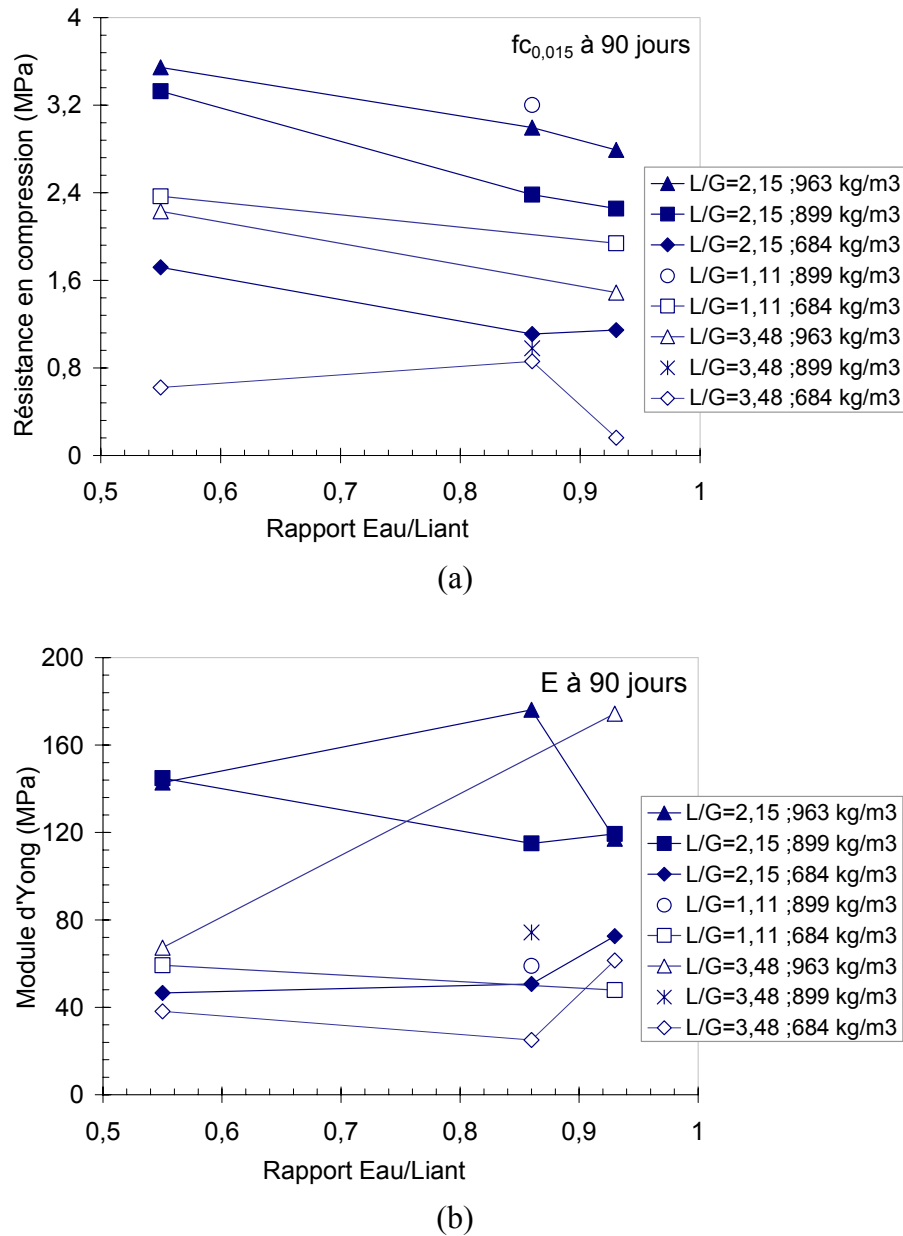 4
3,2
2,4
1,6
0,8
0
Résistance en compression (MPa)
fc0,015 à 90 jours
0,5 0,6 0,7 0,8 0,9 1
Rapport Eau/Liant
L/G=2,15 ;963 kg/m3
L/G=2,15 ;899 kg/m3
L/G=2,15 ;684 kg/m3
L/G=1,11 ;899 kg/m3
L/G=1,11 ;684 kg/m3
L/G=3,48 ;963 kg/m3
L/G=3,48 ;899 kg/m3
L/G=3,48 ;684 kg/m3
(a)
200
160
120
80
40
0
Module d'Yong (MPa)
E à 90 jours
0,5 0,6 0,7 0,8 0,9 1
Rapport Eau/Liant
L/G=2,15 ;963 kg/m3
L/G=2,15 ;899 kg/m3
L/G=2,15 ;684 kg/m3
L/G=1,11 ;899 kg/m3
L/G=1,11 ;684 kg/m3
L/G=3,48 ;963 kg/m3
L/G=3,48 ;899 kg/m3
L/G=3,48 ;684 kg/m3
(b)